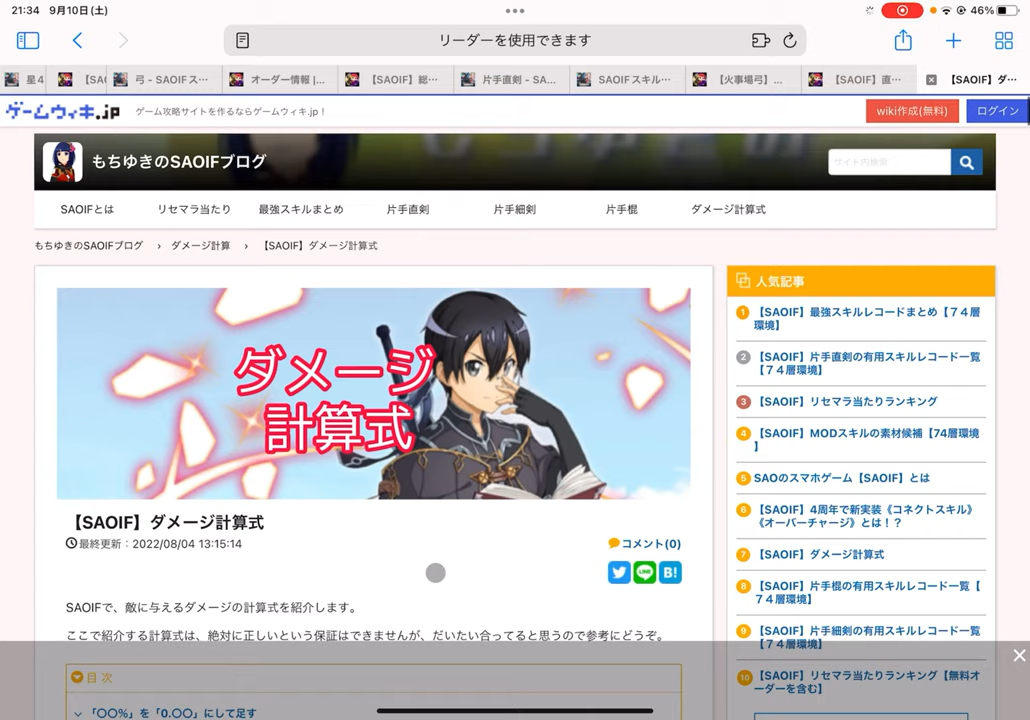 21:34 9月10日(土)
46%
リーダーを使用できます
星4
【SA(
弓 - SAOIFス…
オーダー情報 |…
【SAOIF】総…
片手直剣 - SA…
SAOIFスキル…
【火事場弓】…
【SAOIF】直…
【SAOIF】ダ…
ゲームウィキ.jp
ゲーム攻略サイトを作るならゲームウィキ.jp！
wiki作成(無料)
ログイン
もちゆきのSAOIFブログ
サイト内検索
SAOIFとは
リセマラ当たり
最強スキルまとめ
片手直剣
片手細剣
片手棍
ダメージ計算式
もちゆきのSAOIFブログ › ダメージ計算 › 【SAOIF】ダメージ計算式
ダメージ
計算式
【SAOIF】ダメージ計算式
最終更新：2022/08/04 13:15:14
コメント(0)
LINE
B!
SAOIFで、敵に与えるダメージの計算式を紹介します。
ここで紹介する計算式は、絶対に正しいという保証はできませんが、だいたい合ってると思うので参考にどうぞ。
目次
「〇〇%」を「0.〇〇」にして足す
人気記事
1 【SAOIF】最強スキルレコードまとめ【７４層
環境】
2 【SAOIF】片手直剣の有用スキルレコード一覧
【７４層環境】
3 【SAOIF】リセマラ当たりランキング
4 【SAOIF】MODスキルの素材候補【74層環境
】
5 SAOのスマホゲーム【SAOIF】とは
6 【SAOIF】4周年で新実装《コネクトスキル》
《オーバーチャージ》とは！？
7 【SAOIF】ダメージ計算式
8 【SAOIF】片手棍の有用スキルレコード一覧【
７４層環境】
9 【SAOIF】片手細剣の有用スキルレコード一覧
【７４層環境】
10 【SAOIF】リセマラ当たりランキング【無料オ
ーダーを含む】